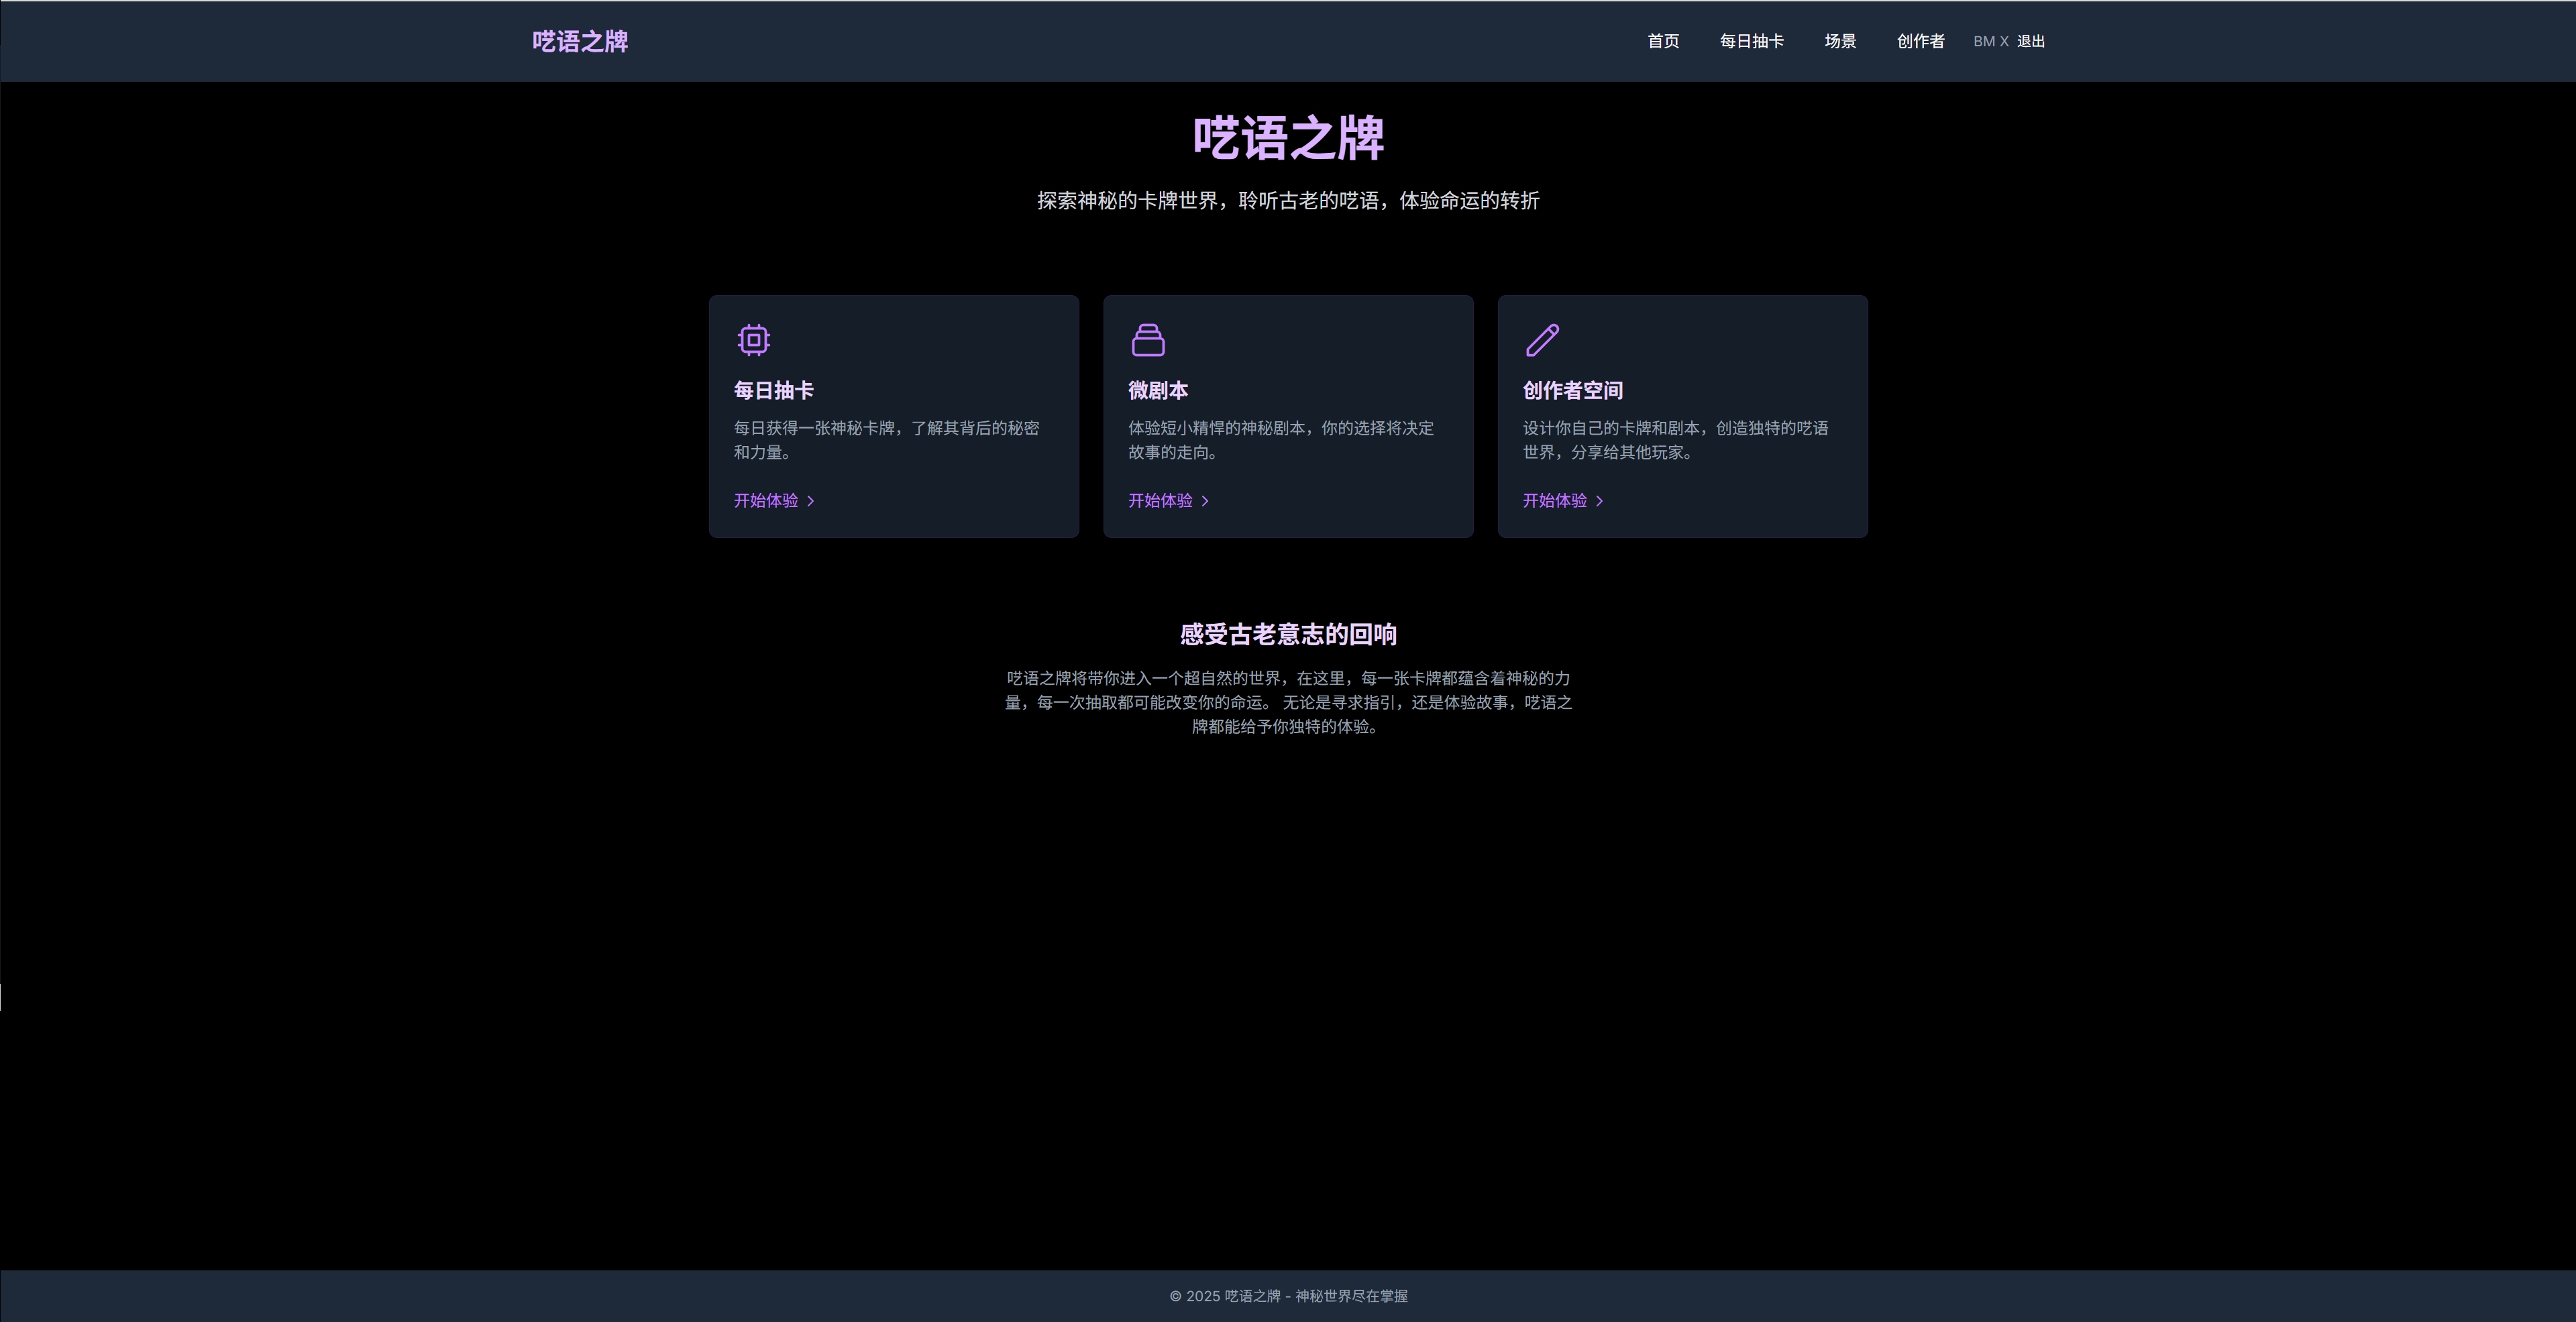 呓语之牌
首页 每日抽卡 场景 创作者 BM X 退出
呓语之牌
探索神秘的卡牌世界，聆听古老的呓语，体验命运的转折
每日抽卡
每日获得一张神秘卡牌，了解其背后的秘密
和力量。
开始体验
微剧本
体验短小精悍的神秘剧本，你的选择将决定
故事的走向。
开始体验
创作者空间
设计你自己的卡牌和剧本，创造独特的呓语
世界，分享给其他玩家。
开始体验
感受古老意志的回响
呓语之牌将带你进入一个超自然的世界，在这里，每一张卡牌都蕴含着神秘的力
量，每一次抽取都可能改变你的命运。 无论是寻求指引，还是体验故事，呓语之
牌都能给予你独特的体验。
© 2025 呓语之牌 - 神秘世界尽在掌握